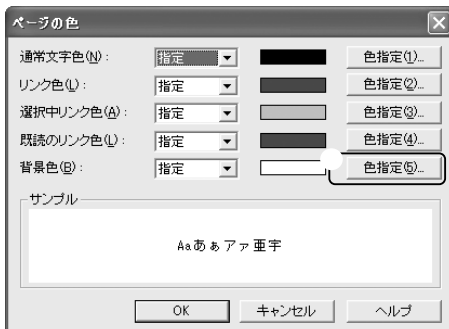 ページの色
通常文字色(N): 指定 色指定(1)...
リンク色(L): 指定 色指定(2)...
選択中リンク色(A): 指定 色指定(3)...
既読のリンク色(L): 指定 色指定(4)...
背景色(B): 指定 色指定(5)...
サンプル
Aaあぁアァ亜宇
OK キャンセル ヘルプ